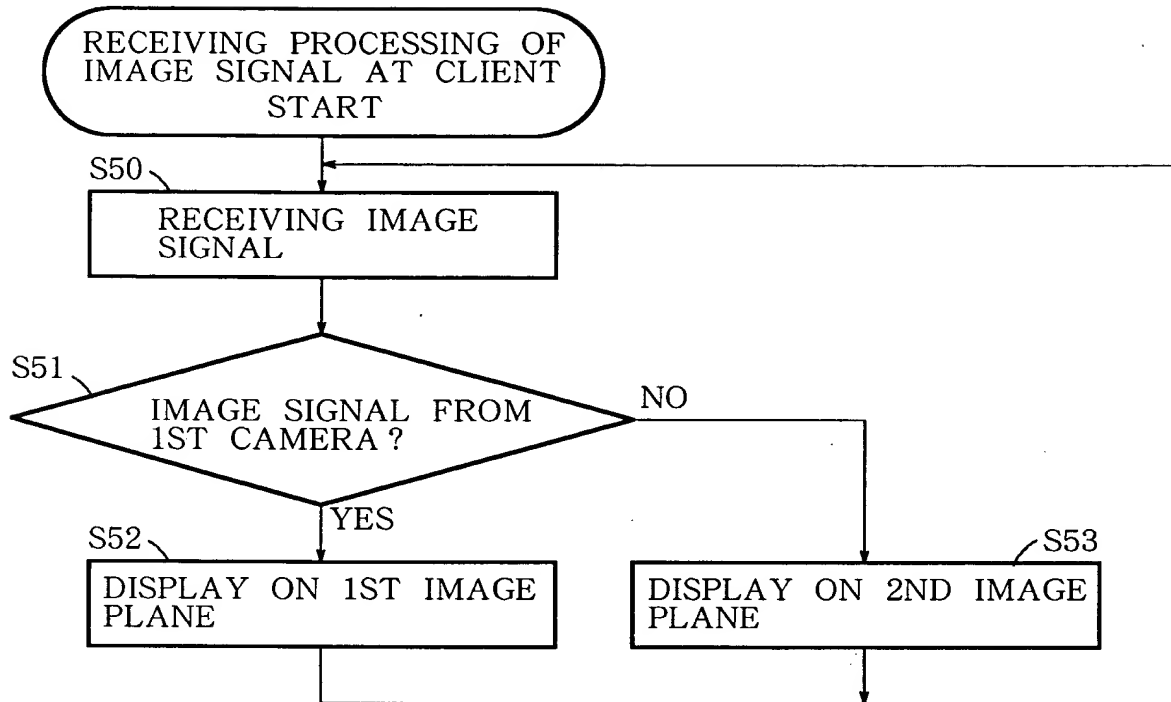 RECEIVING PROCESSING OF
IMAGE SIGNAL AT CLIENT
START
S50
RECEIVING IMAGE
SIGNAL
S51
IMAGE SIGNAL FROM
1ST CAMERA?
NO
YES
S52
DISPLAY ON 1ST IMAGE
PLANE
S53
DISPLAY ON 2ND IMAGE
PLANE